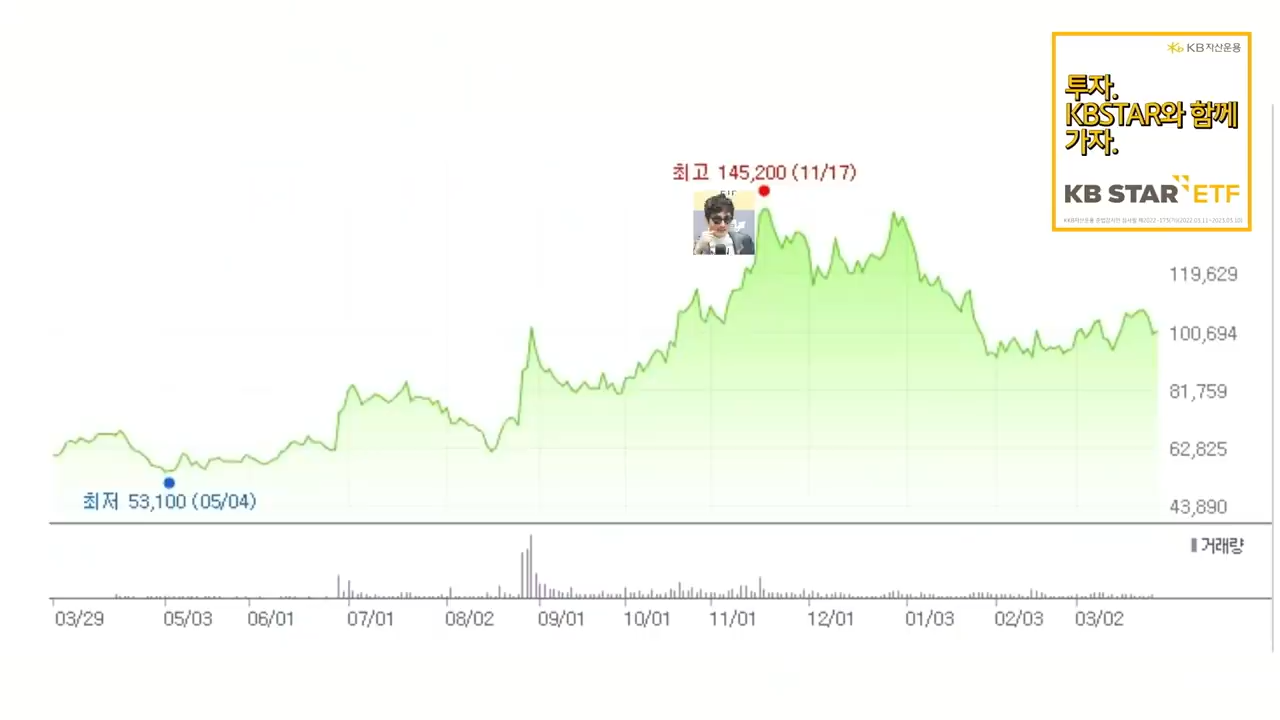 KB자산운용
투자.
KBSTAR와 함께
가자.
KB STAR ETF
최고 145,200 (11/17)
119,629
100,694
81,759
62,825
43,890
최저 53,100 (05/04)
거래량
03/29 05/03 06/01 07/01 08/02 09/01 10/01 11/01 12/01 01/03 02/03 03/02